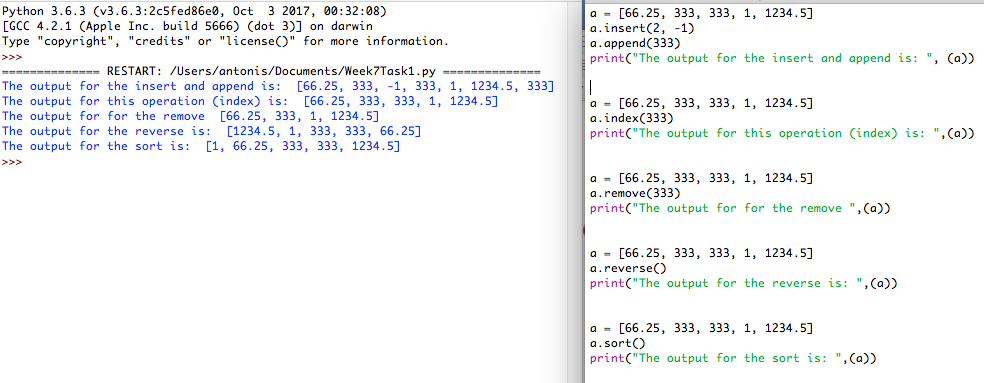 Python 3.6.3 (v3.6.3:2c5fed86e0, Oct  3 2017, 00:32:08)
[GCC 4.2.1 (Apple Inc. build 5666) (dot 3)] on darwin
Type "copyright", "credits" or "license()" for more information.
>>>
============== RESTART: /Users/antonis/Documents/Week7Task1.py ==============
The output for the insert and append is:  [66.25, 333, -1, 333, 1, 1234.5, 333]
The output for this operation (index) is:  [66.25, 333, 333, 1, 1234.5]
The output for for the remove  [66.25, 333, 1, 1234.5]
The output for the reverse is:  [1234.5, 1, 333, 333, 66.25]
The output for the sort is:  [1, 66.25, 333, 333, 1234.5]
>>>
a = [66.25, 333, 333, 1, 1234.5]
a.insert(2, -1)
a.append(333)
print("The output for the insert and append is: ", (a))
a = [66.25, 333, 333, 1, 1234.5]
a.index(333)
print("The output for this operation (index) is: ",(a))
a = [66.25, 333, 333, 1, 1234.5]
a.remove(333)
print("The output for for the remove ",(a))
a = [66.25, 333, 333, 1, 1234.5]
a.reverse()
print("The output for the reverse is: ",(a))
a = [66.25, 333, 333, 1, 1234.5]
a.sort()
print("The output for the sort is: ",(a))